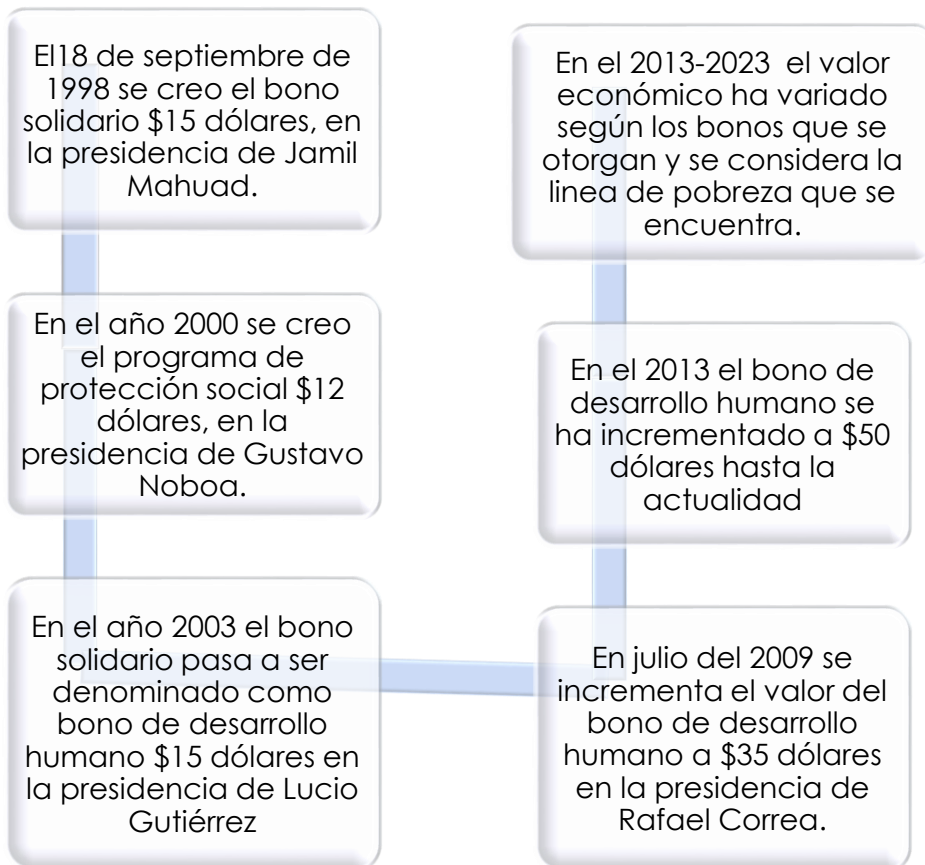 El18 de septiembre de
1998 se creo el bono
solidario $15 dólares, en
la presidencia de Jamil
Mahuad.
En el año 2000 se creo
el programa de
protección social $12
dólares, en la
presidencia de Gustavo
Noboa.
En el año 2003 el bono
solidario pasa a ser
denominado como
bono de desarrollo
humano $15 dólares en
la presidencia de Lucio
Gutiérrez
En julio del 2009 se
incrementa el valor del
bono de desarrollo
humano a $35 dólares
en la presidencia de
Rafael Correa.
En el 2013 el bono de
desarrollo humano se
ha incrementado a $50
dólares hasta la
actualidad
En el 2013-2023 el valor
económico ha variado
según los bonos que se
otorgan y se considera la
linea de pobreza que se
encuentra.